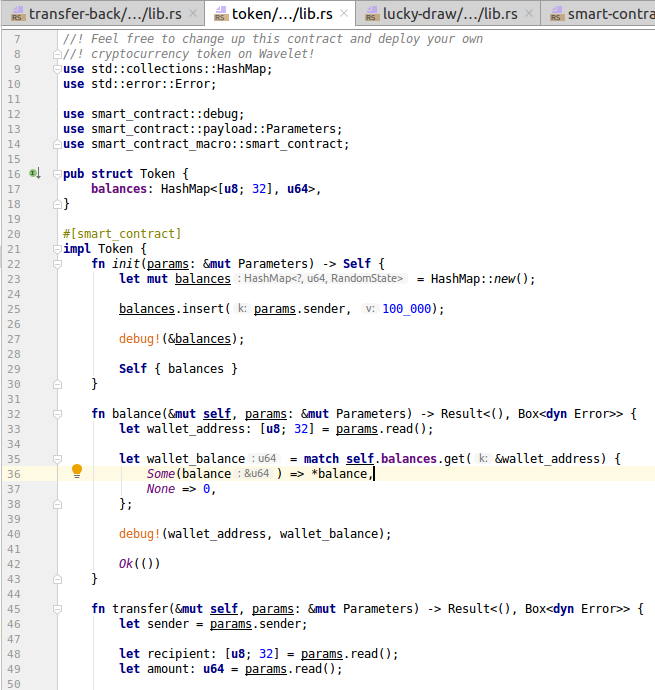 transfer-back/.../lib.rs × token/.../lib.rs × lucky-draw/.../lib.rs × smart-contra
7 //! Feel free to change up this contract and deploy your own
8 //! cryptocurrency token on Wavelet!
9 use std::collections::HashMap;
10 use std::error::Error;
11
12 use smart_contract::debug;
13 use smart_contract::payload::Parameters;
14 use smart_contract_macro::smart_contract;
15
16 pub struct Token {
17 balances: HashMap<[u8; 32], u64>,
18 }
19
20 #[smart_contract]
21 impl Token {
22 fn init(params: &mut Parameters) -> Self {
23 let mut balances : HashMap<?, u64, RandomState> = HashMap::new();
24
25 balances.insert( k: params.sender, v: 100_000);
26
27 debug!(&balances);
28
29 Self { balances }
30 }
31
32 fn balance(&mut self, params: &mut Parameters) -> Result<(), Box<dyn Error>> {
33 let wallet_address: [u8; 32] = params.read();
34
35 let wallet_balance : u64 = match self.balances.get( k: &wallet_address) {
36 Some(balance : &u64 ) => *balance,
37 None => 0,
38 };
39
40 debug!(wallet_address, wallet_balance);
41
42 Ok(())
43 }
44
45 fn transfer(&mut self, params: &mut Parameters) -> Result<(), Box<dyn Error>> {
46 let sender = params.sender;
47
48 let recipient: [u8; 32] = params.read();
49 let amount: u64 = params.read();
50